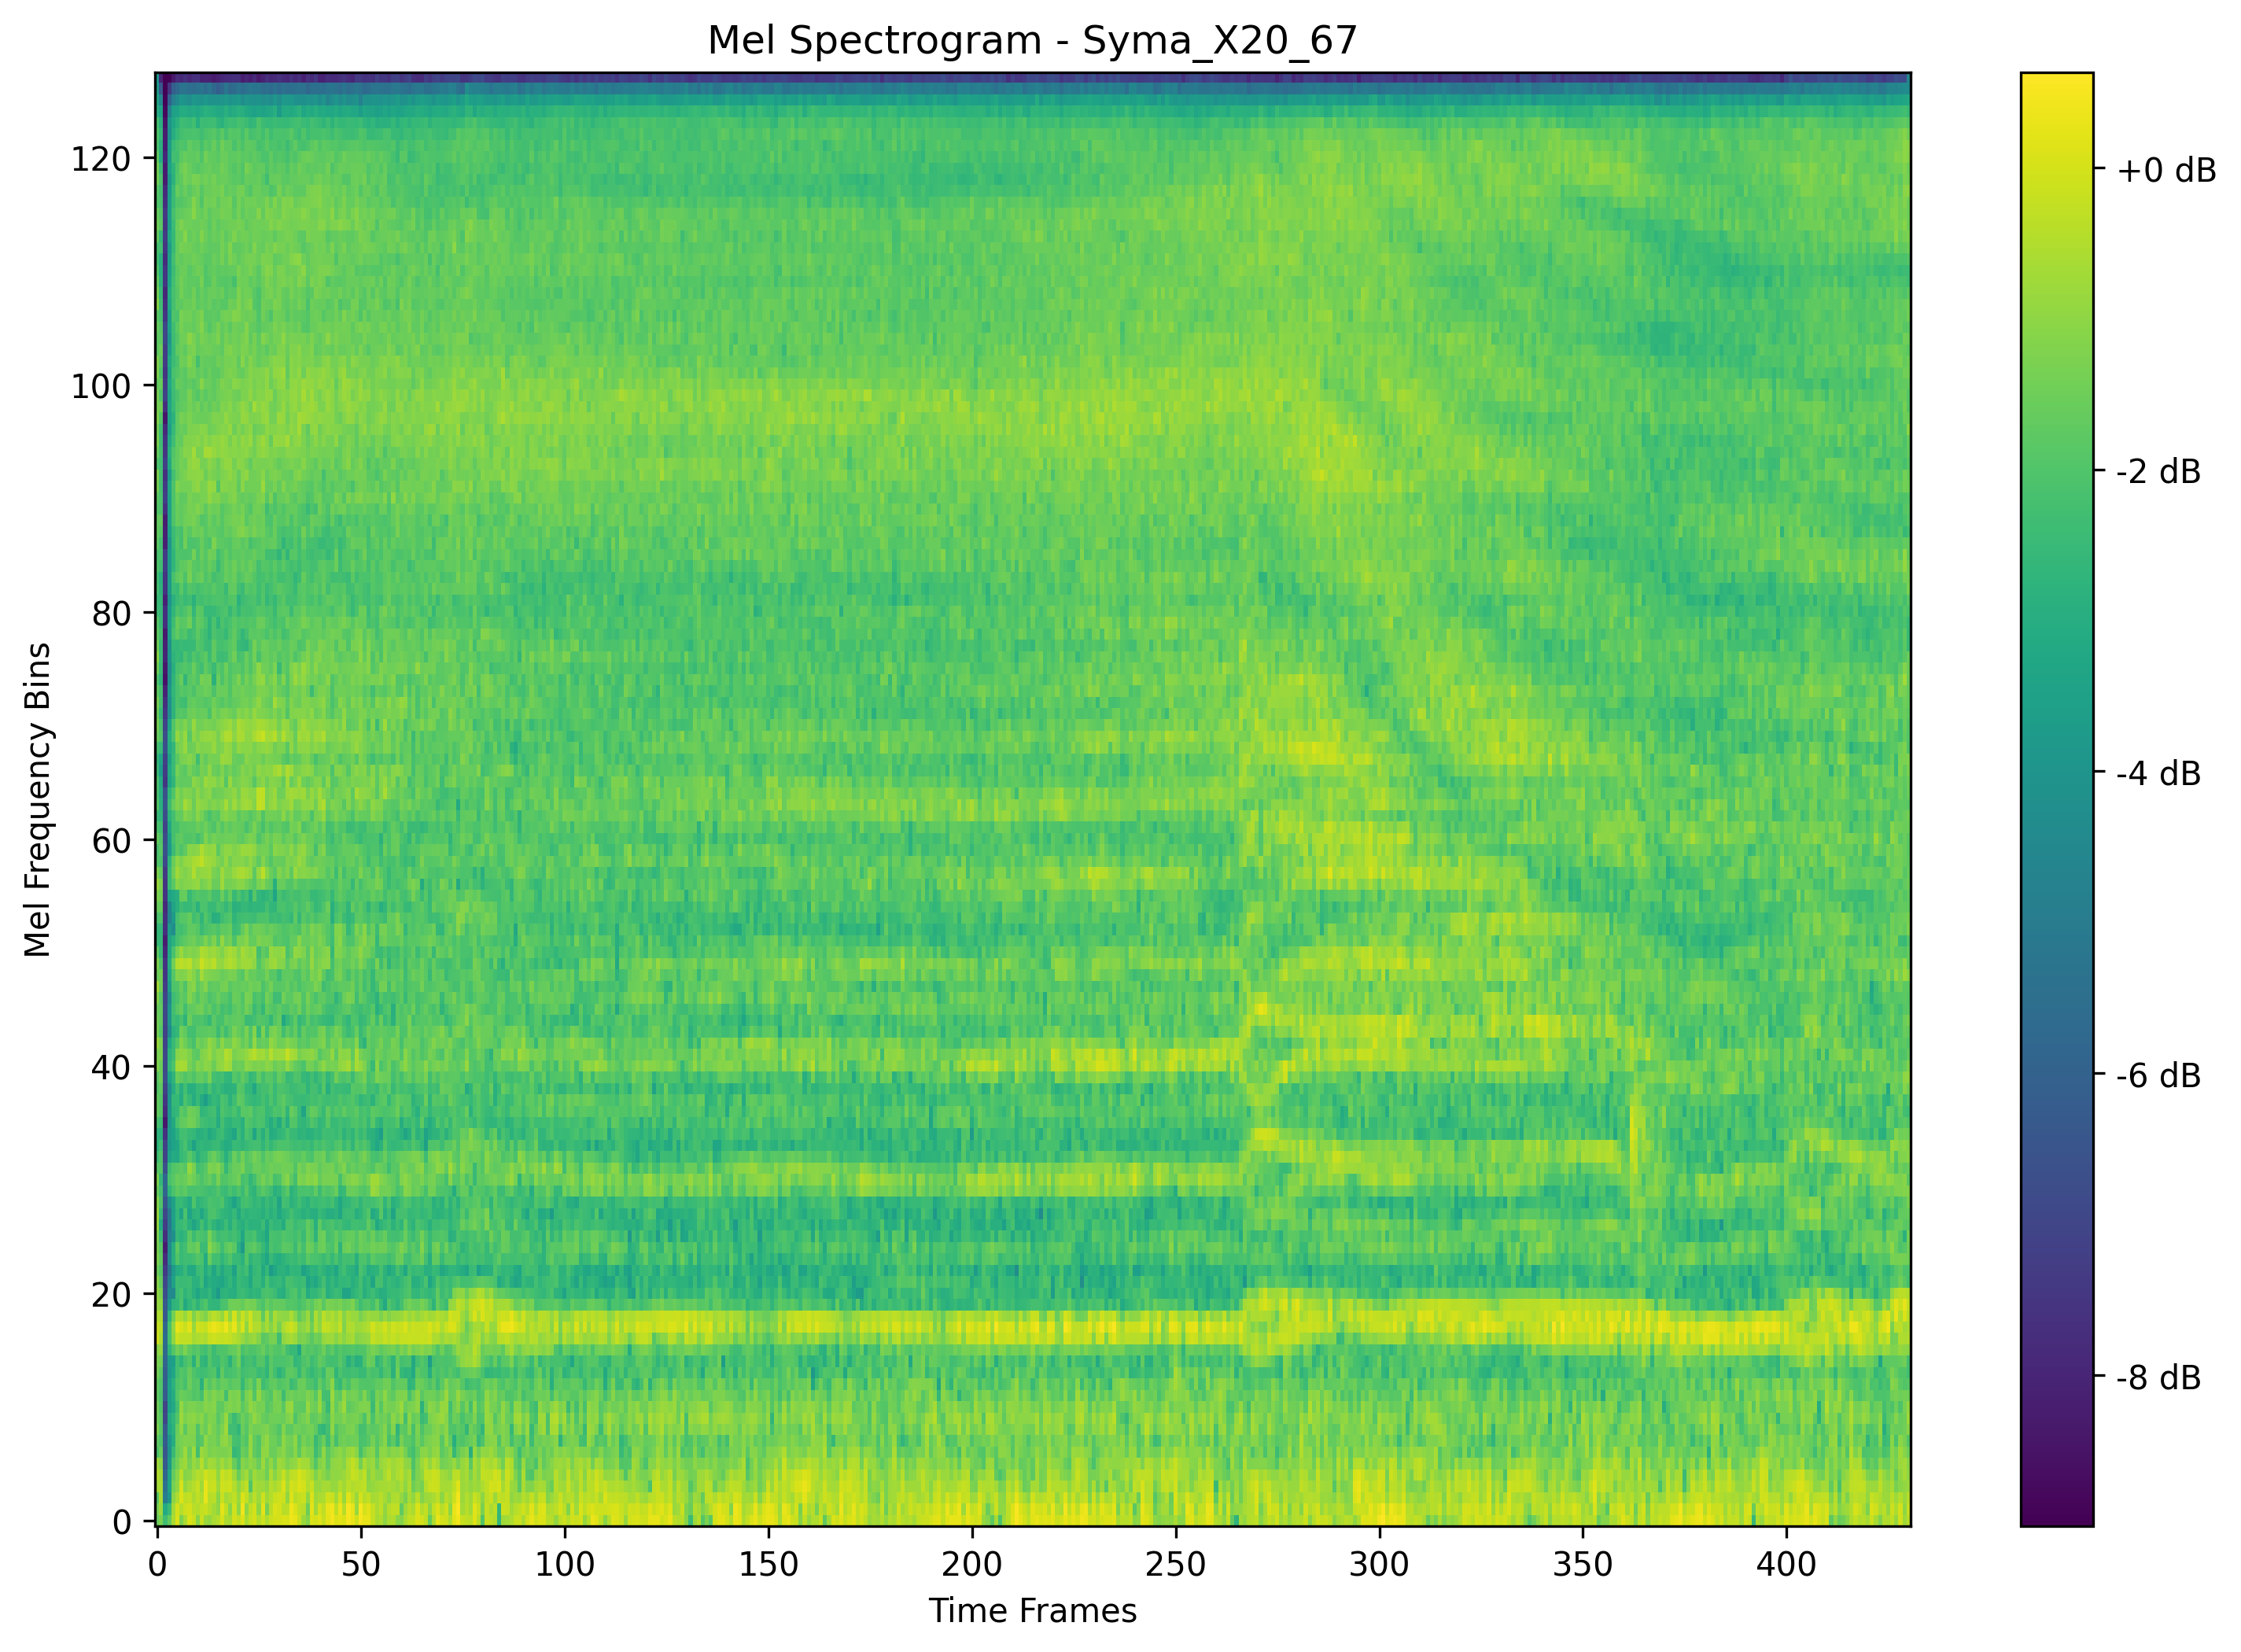 Mel Spectrogram - Syma_X20_67
Mel Frequency Bins
120
100
80
60
40
20
0
0 50 100 150 200 250 300 350 400
Time Frames
+0 dB
-2 dB
-4 dB
-6 dB
-8 dB